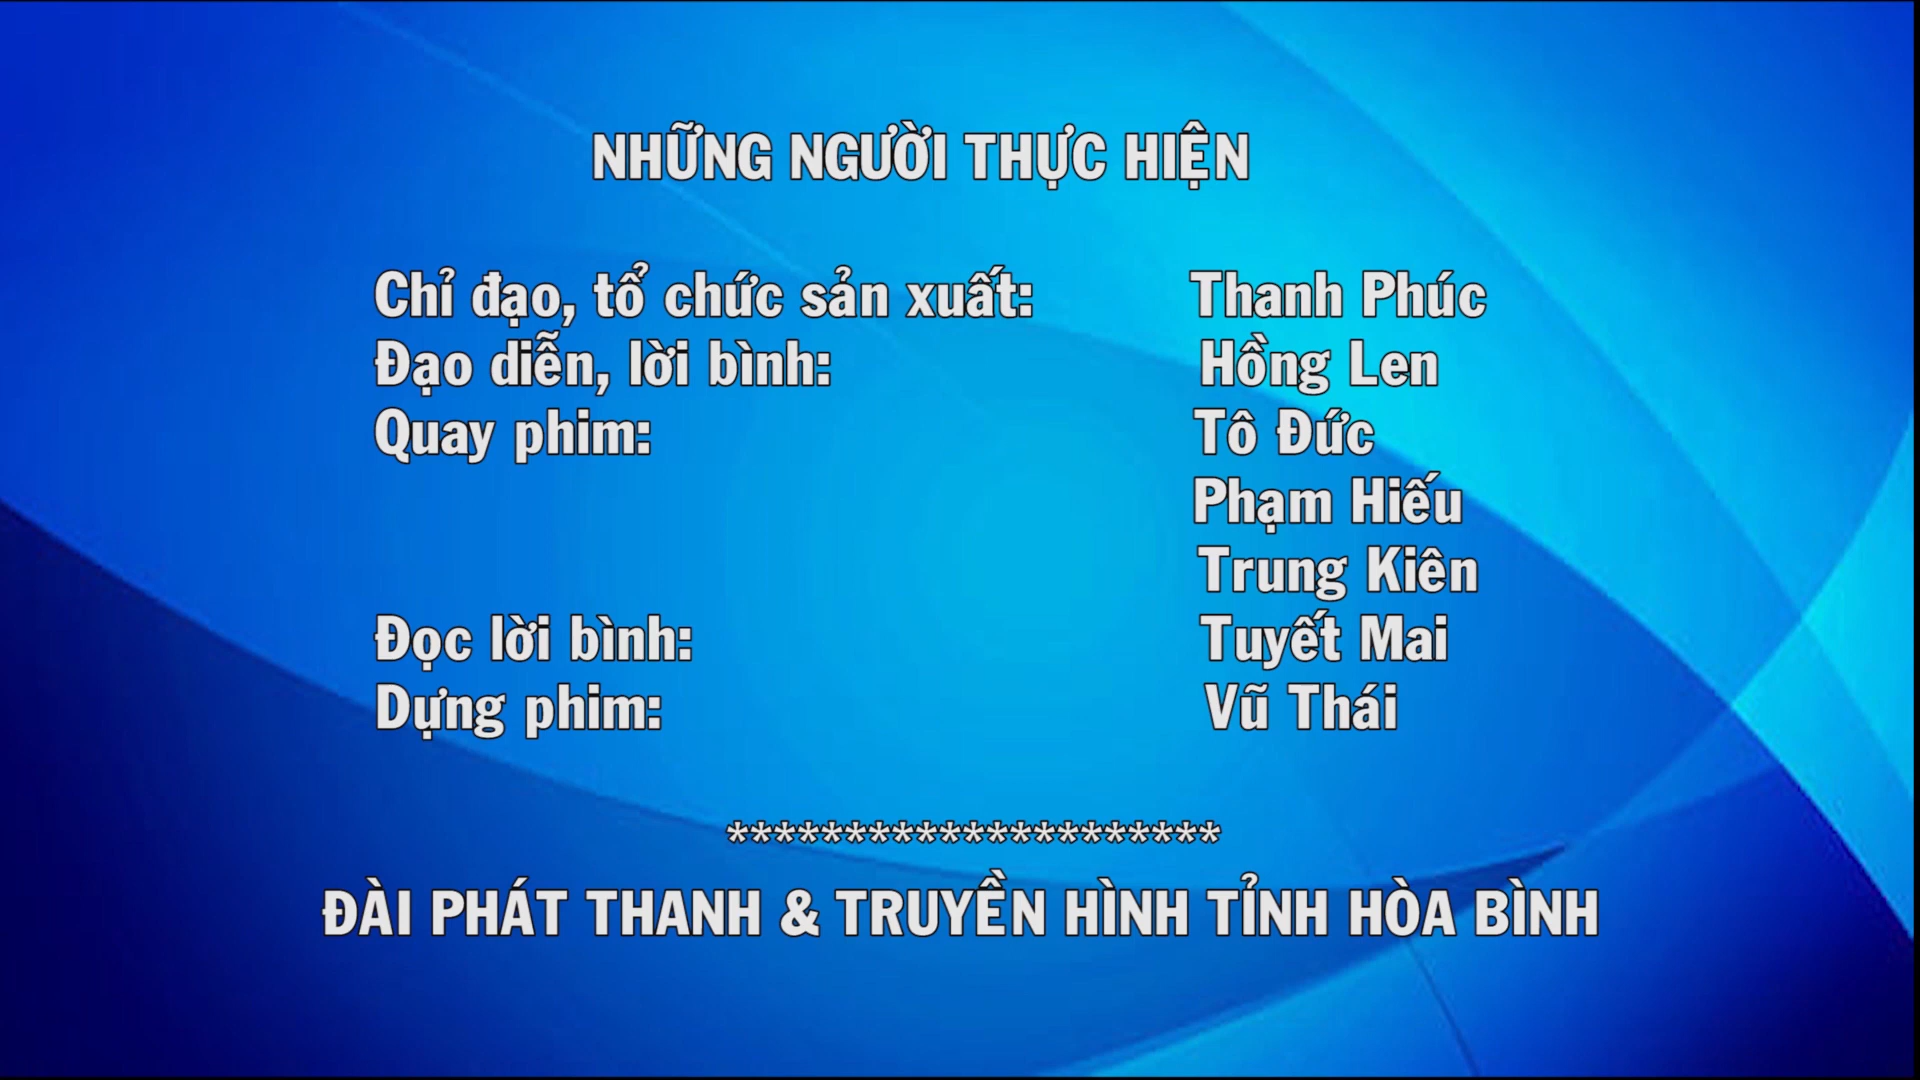 NHỮNG NGƯỜI THỰC HIỆN
Chỉ đạo, tổ chức sản xuất: Thanh Phúc
Đạo diễn, lời bình: Hồng Len
Quay phim: Tô Đức
Phạm Hiếu
Trung Kiên
Đọc lời bình: Tuyết Mai
Dựng phim: Vũ Thái
*********************
ĐÀI PHÁT THANH & TRUYỀN HÌNH TỈNH HÒA BÌNH